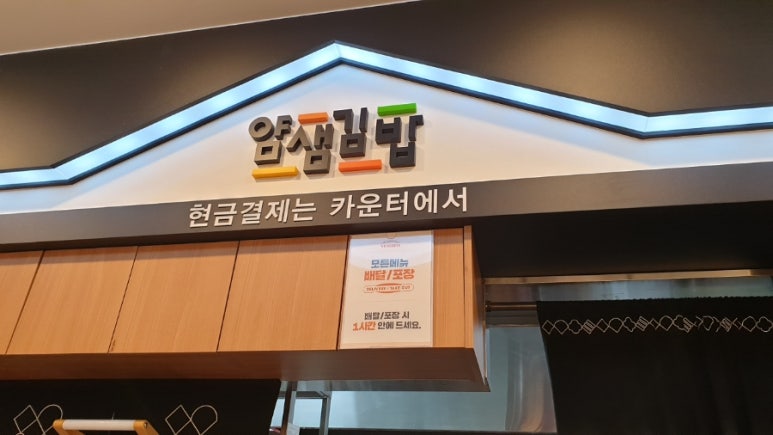 얌샘김밥
현금결제는 카운터에서
모든메뉴
배달/포장
배달/포장 시
1시간 안에 드세요.